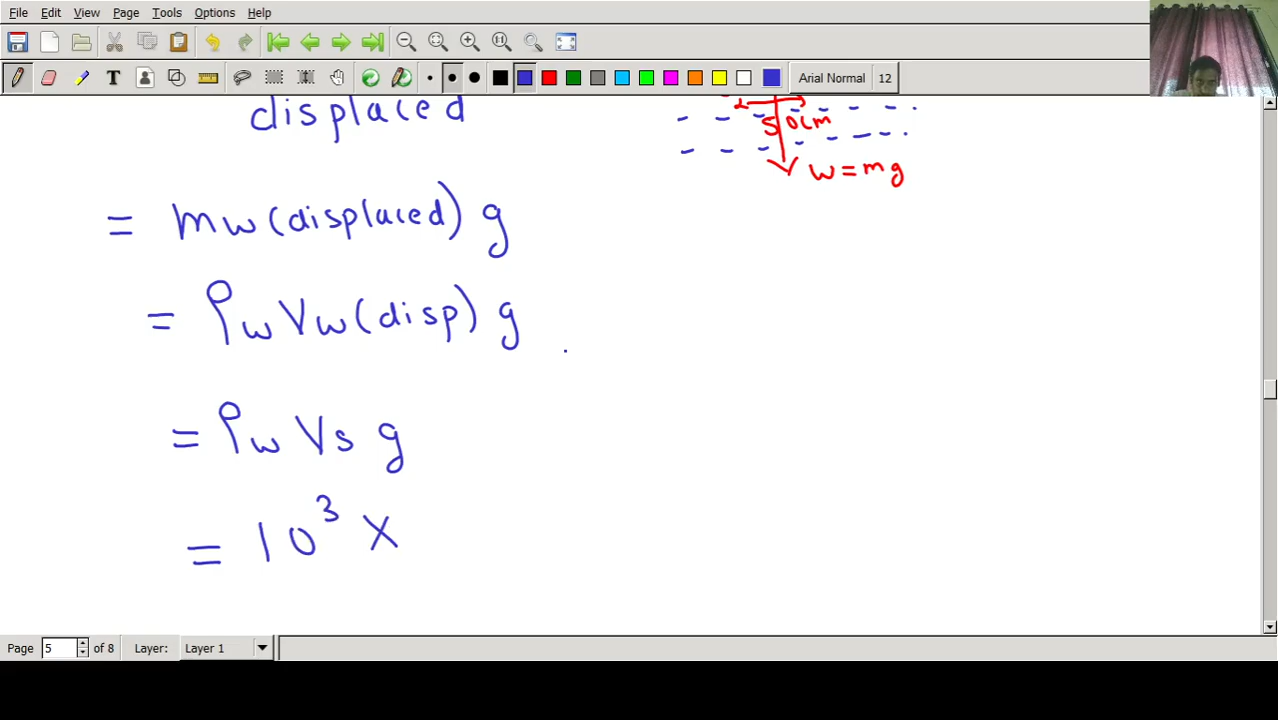 File Edit View Page Tools Options Help
T
Arial Normal 12
displaced
50cm
w = mg
= mw(displaced) g
= ρw Vw(disp) g
= ρw Vs g
= 10³ X
Page 5 of 8 Layer: Layer 1